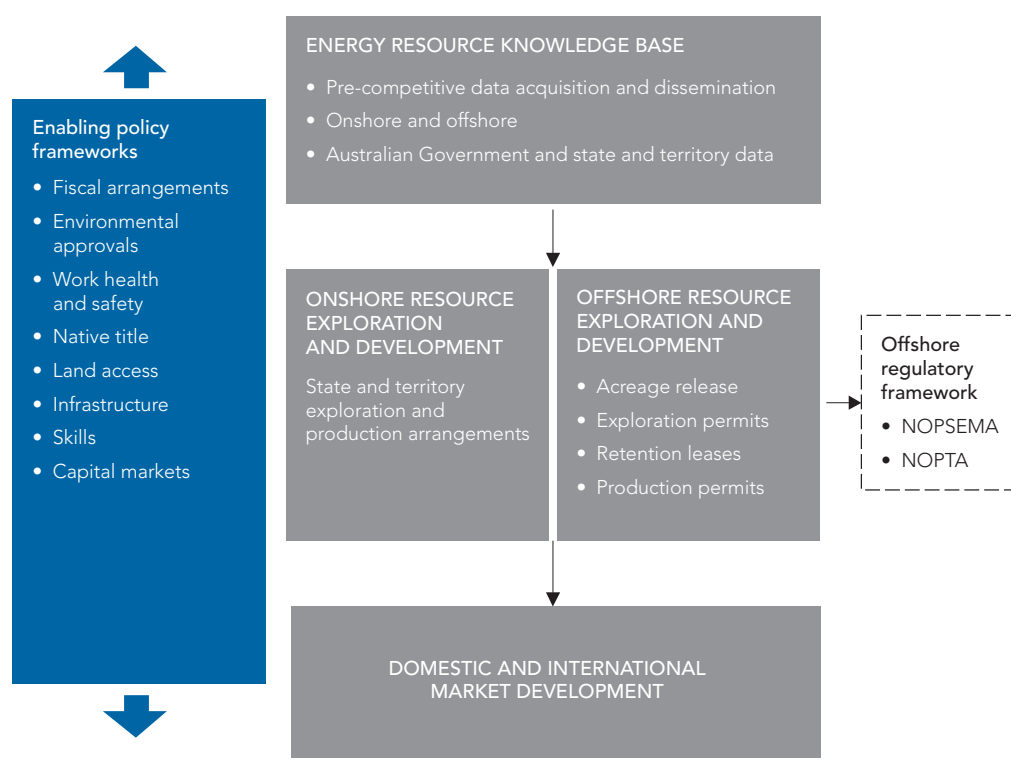 Enabling policy
frameworks
• Fiscal arrangements
• Environmental
approvals
• Work health
and safety
• Native title
• Land access
• Infrastructure
• Skills
• Capital markets
ENERGY RESOURCE KNOWLEDGE BASE
• Pre-competitive data acquisition and dissemination
• Onshore and offshore
• Australian Government and state and territory data
ONSHORE RESOURCE
EXPLORATION
AND DEVELOPMENT
State and territory
exploration and
production arrangements
OFFSHORE RESOURCE
EXPLORATION AND
DEVELOPMENT
• Acreage release
• Exploration permits
• Retention leases
• Production permits
Offshore
regulatory
framework
• NOPSEMA
• NOPTA
DOMESTIC AND INTERNATIONAL
MARKET DEVELOPMENT